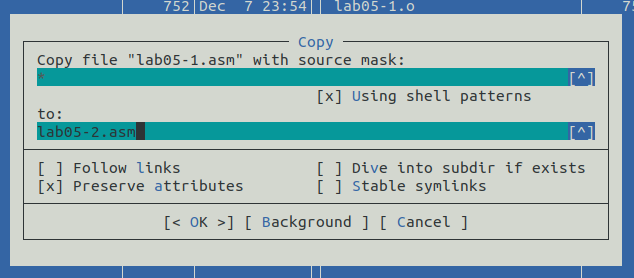 752 Dec  7 23:54 lab05-1.o 75
Copy
Copy file "lab05-1.asm" with source mask:
* [^]
[x] Using shell patterns
to:
lab05-2.asm [^]
[ ] Follow links [ ] Dive into subdir if exists
[x] Preserve attributes [ ] Stable symlinks
[< OK >] [ Background ] [ Cancel ]